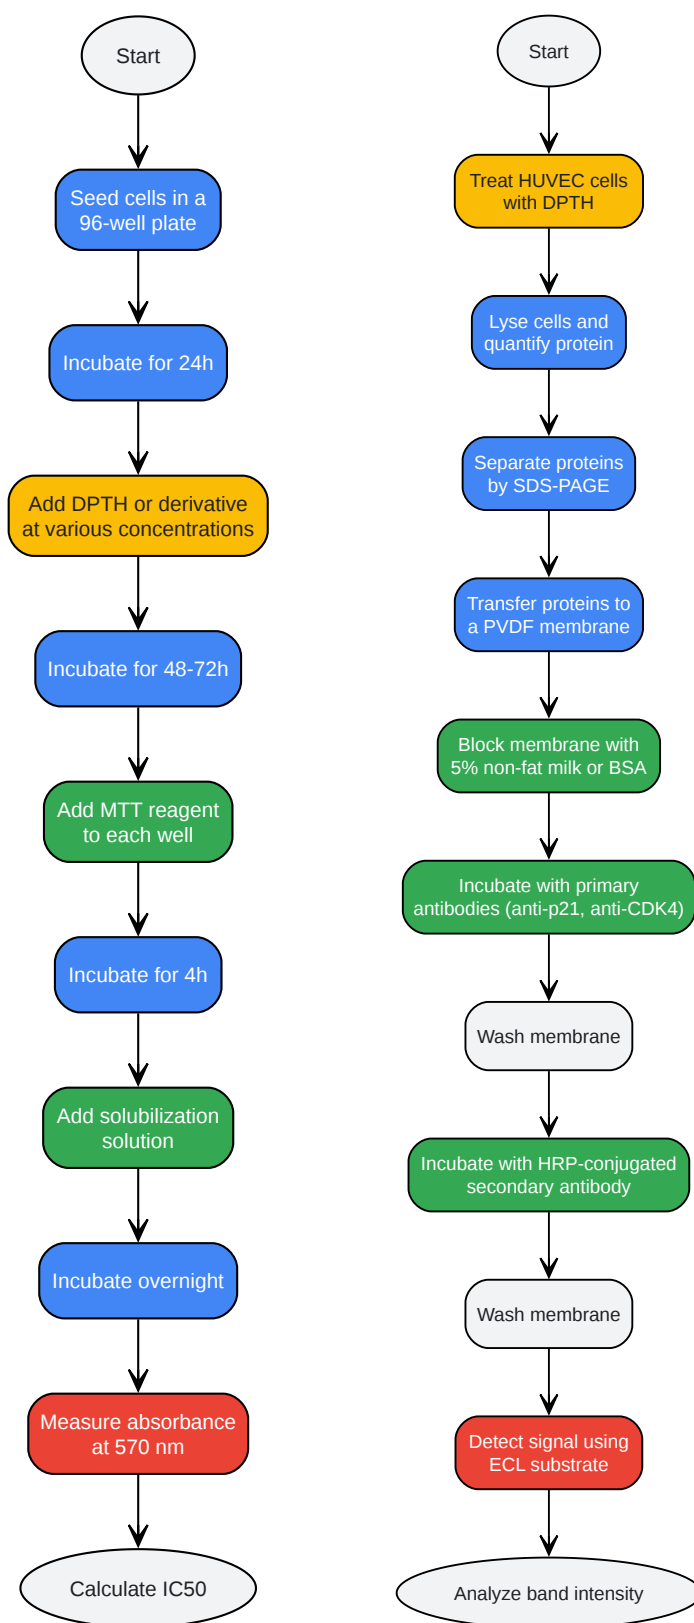 Start
Seed cells in a
96-well plate
Incubate for 24h
Add DPTH or derivative
at various concentrations
Incubate for 48-72h
Add MTT reagent
to each well
Incubate for 4h
Add solubilization
solution
Incubate overnight
Measure absorbance
at 570 nm
Calculate IC50
Start
Treat HUVEC cells
with DPTH
Lyse cells and
quantify protein
Separate proteins
by SDS-PAGE
Transfer proteins to
a PVDF membrane
Block membrane with
5% non-fat milk or BSA
Incubate with primary
antibodies (anti-p21, anti-CDK4)
Wash membrane
Incubate with HRP-conjugated
secondary antibody
Wash membrane
Detect signal using
ECL substrate
Analyze band intensity